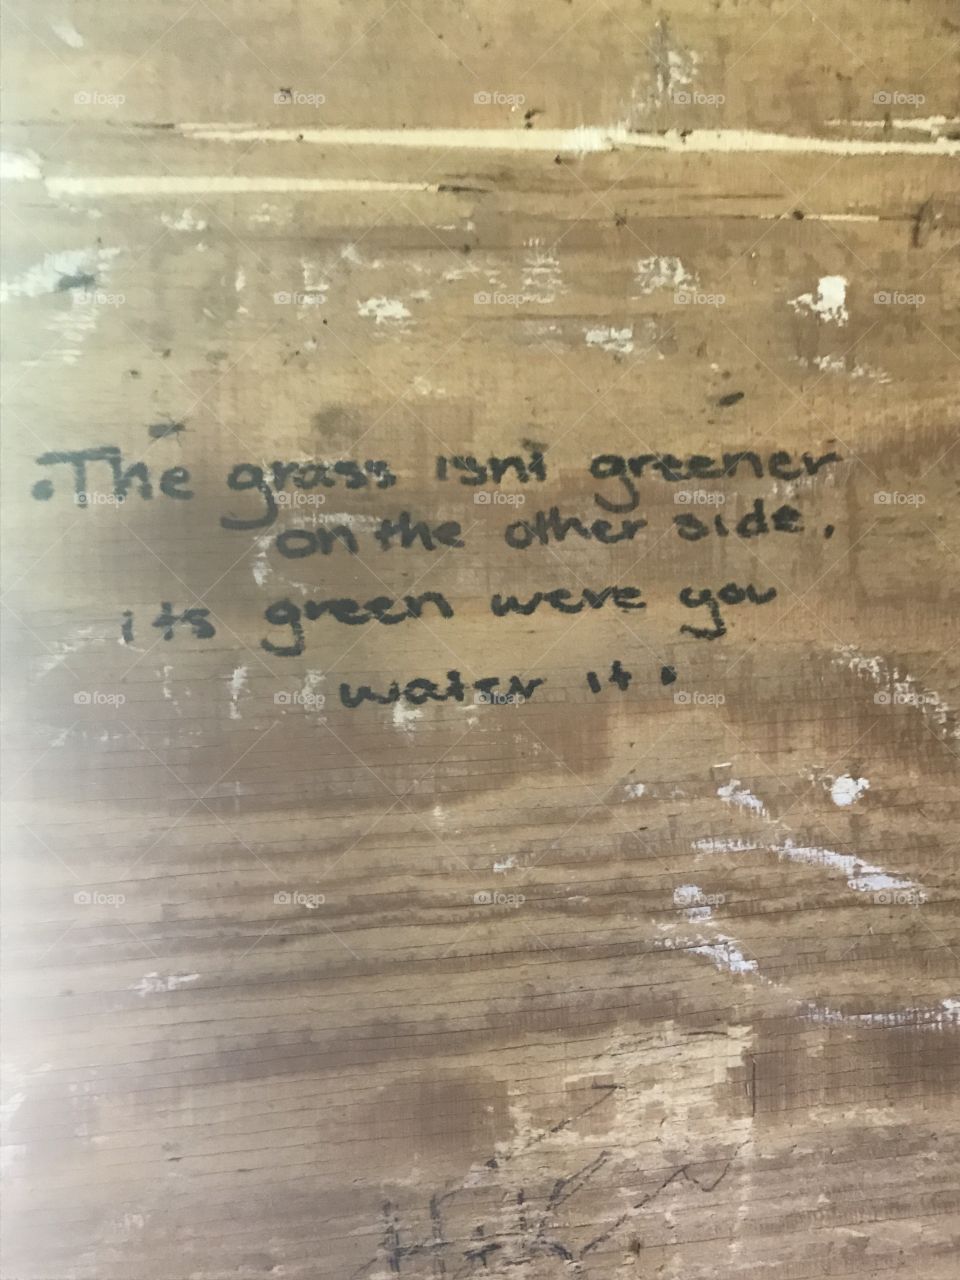 .The grass isnt greener
on the other side.
its green were you
water it.